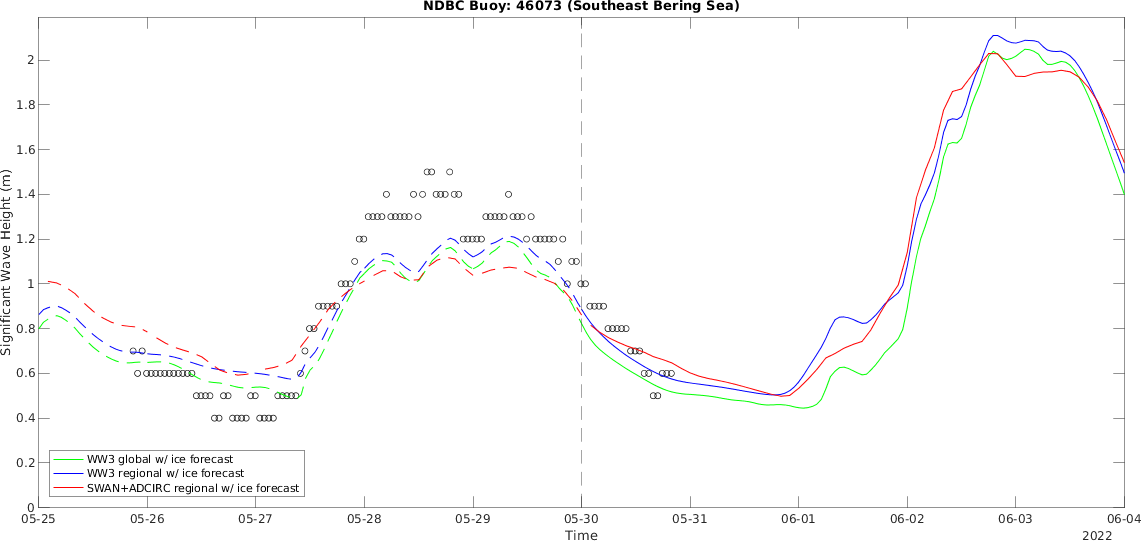 NDBC Buoy: 46073 (Southeast Bering Sea)
Significant Wave Height (m)
2
1.8
1.6
1.4
1.2
1
0.8
0.6
0.4
0.2
0
WW3 global w/ ice forecast
WW3 regional w/ ice forecast
SWAN+ADCIRC regional w/ ice forecast
05-25 05-26 05-27 05-28 05-29 05-30 05-31 06-01 06-02 06-03 06-04
Time
2022